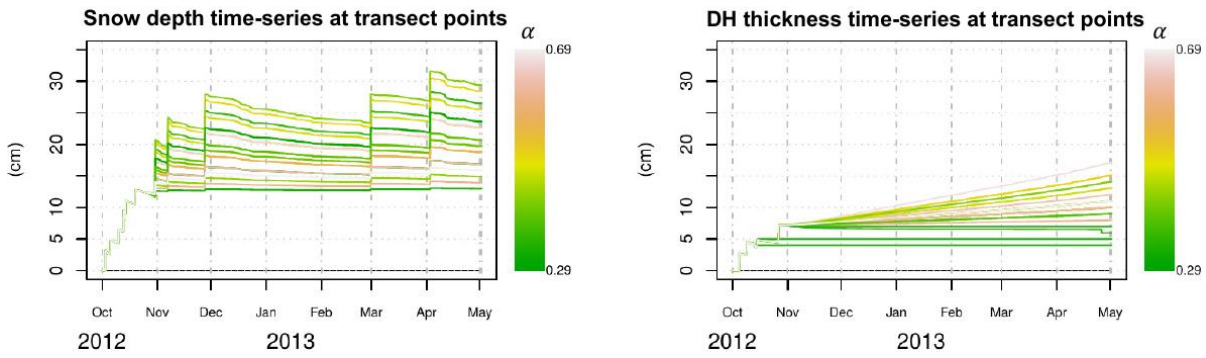 Snow depth time-series at transect points
α
0.69
30
20
10
5
0
(cm)
0.29
Oct Nov Dec Jan Feb Mar Apr May
2012 2013
DH thickness time-series at transect points
α
0.69
30
20
10
5
0
(cm)
0.29
Oct Nov Dec Jan Feb Mar Apr May
2012 2013